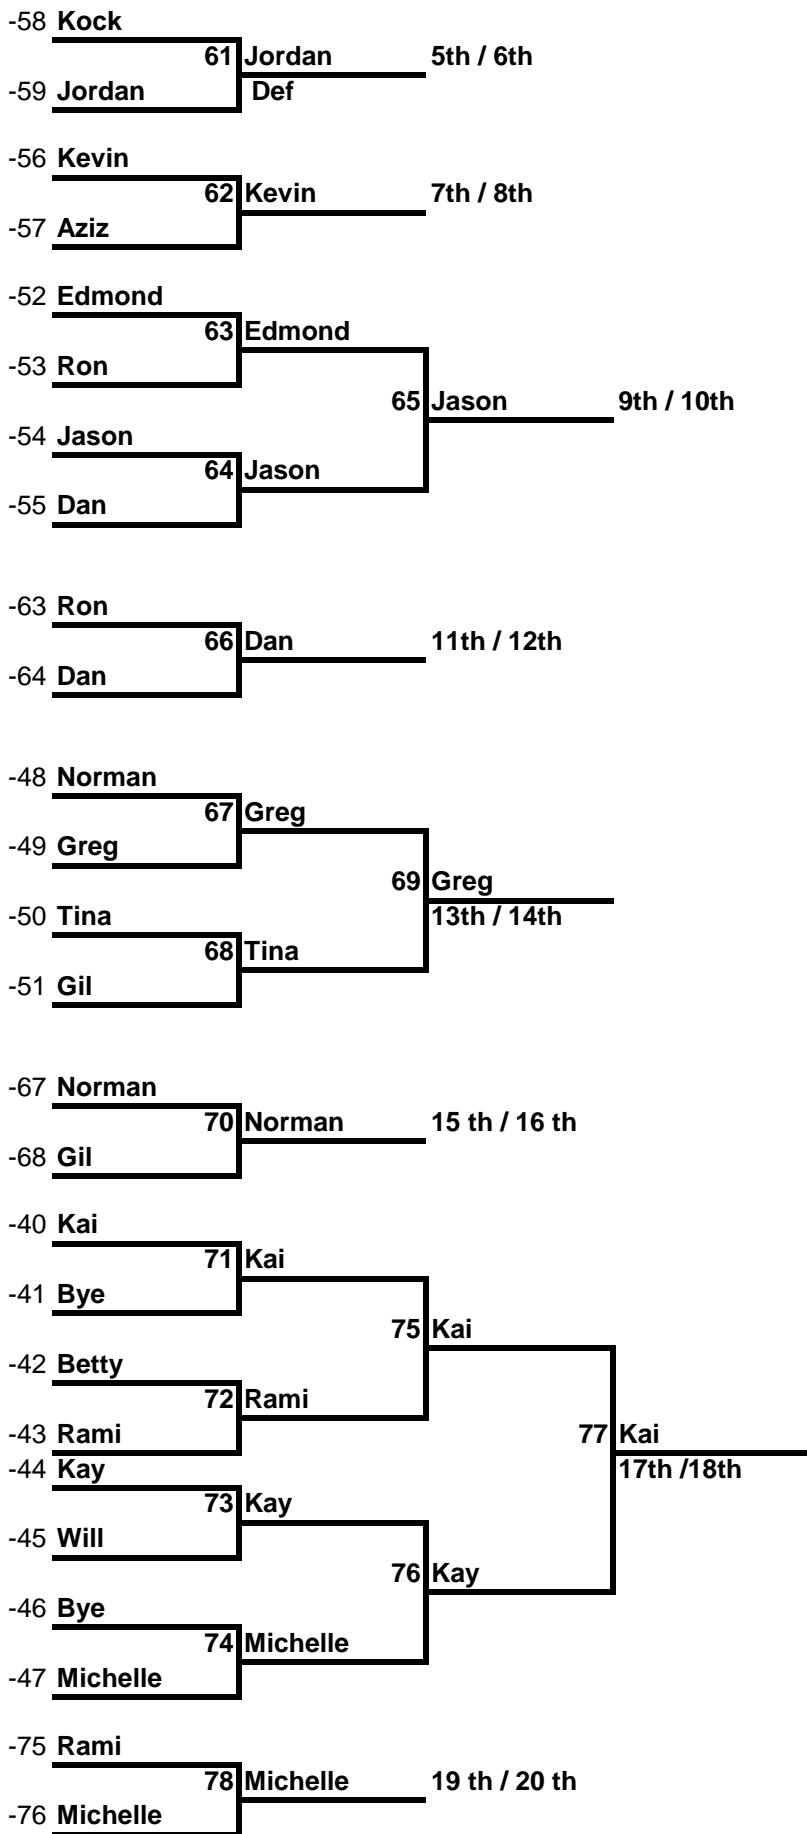 -58 Kock
61 Jordan 5th / 6th
-59 Jordan Def
-56 Kevin
62 Kevin 7th / 8th
-57 Aziz
-52 Edmond
63 Edmond
-53 Ron
65 Jason 9th / 10th
-54 Jason
64 Jason
-55 Dan
-63 Ron
66 Dan 11th / 12th
-64 Dan
-48 Norman
67 Greg
-49 Greg
69 Greg
-50 Tina 13th / 14th
68 Tina
-51 Gil
-67 Norman
70 Norman 15 th / 16 th
-68 Gil
-40 Kai
71 Kai
-41 Bye
75 Kai
-42 Betty
72 Rami
-43 Rami 77 Kai
-44 Kay 17th /18th
73 Kay
-45 Will
76 Kay
-46 Bye
74 Michelle
-47 Michelle
-75 Rami
78 Michelle 19 th / 20 th
-76 Michelle